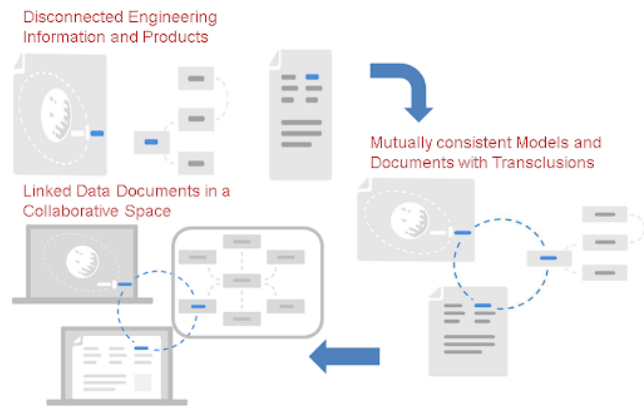 Disconnected Engineering
Information and Products
Mutually consistent Models and
Documents with Transclusions
Linked Data Documents in a
Collaborative Space